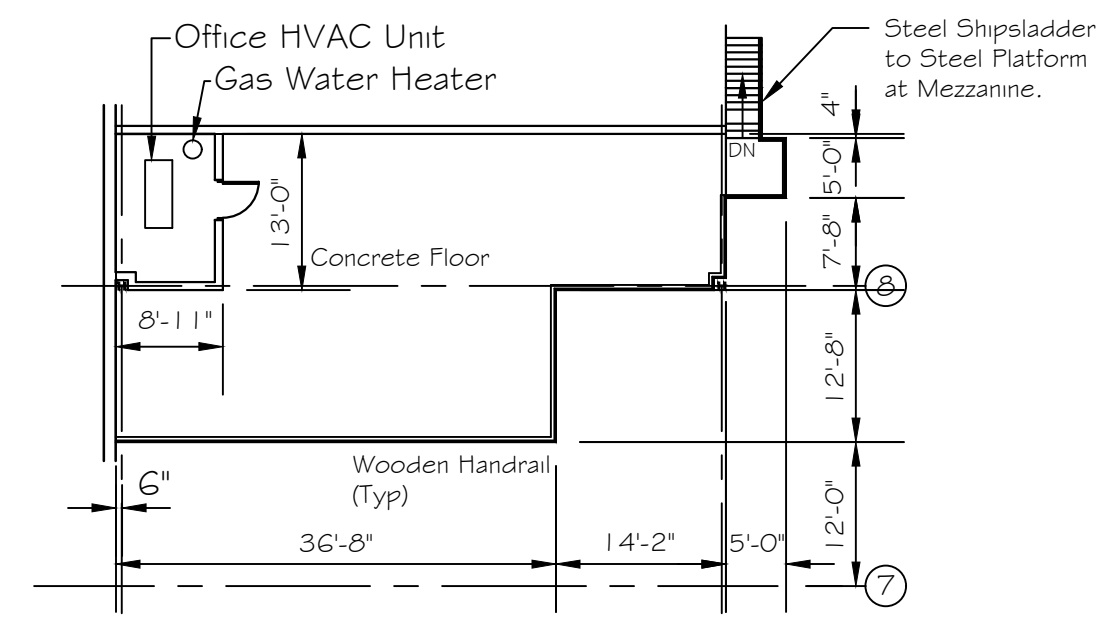 Office HVAC Unit
Gas Water Heater
Steel Shipsladder
to Steel Platform
at Mezzanine.
4"
DN
5'-0"
13'-0"
7'-8"
Concrete Floor
8
8'-11"
12'-8"
Wooden Handrail
(Typ)
6"
12'-0"
36'-8"
14'-2"
5'-0"
7